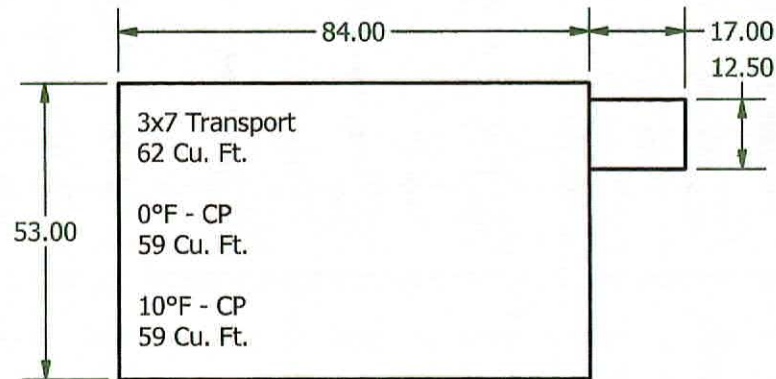 84.00
17.00
12.50
3x7 Transport
62 Cu. Ft.
0°F - CP
59 Cu. Ft.
53.00
10°F - CP
59 Cu. Ft.